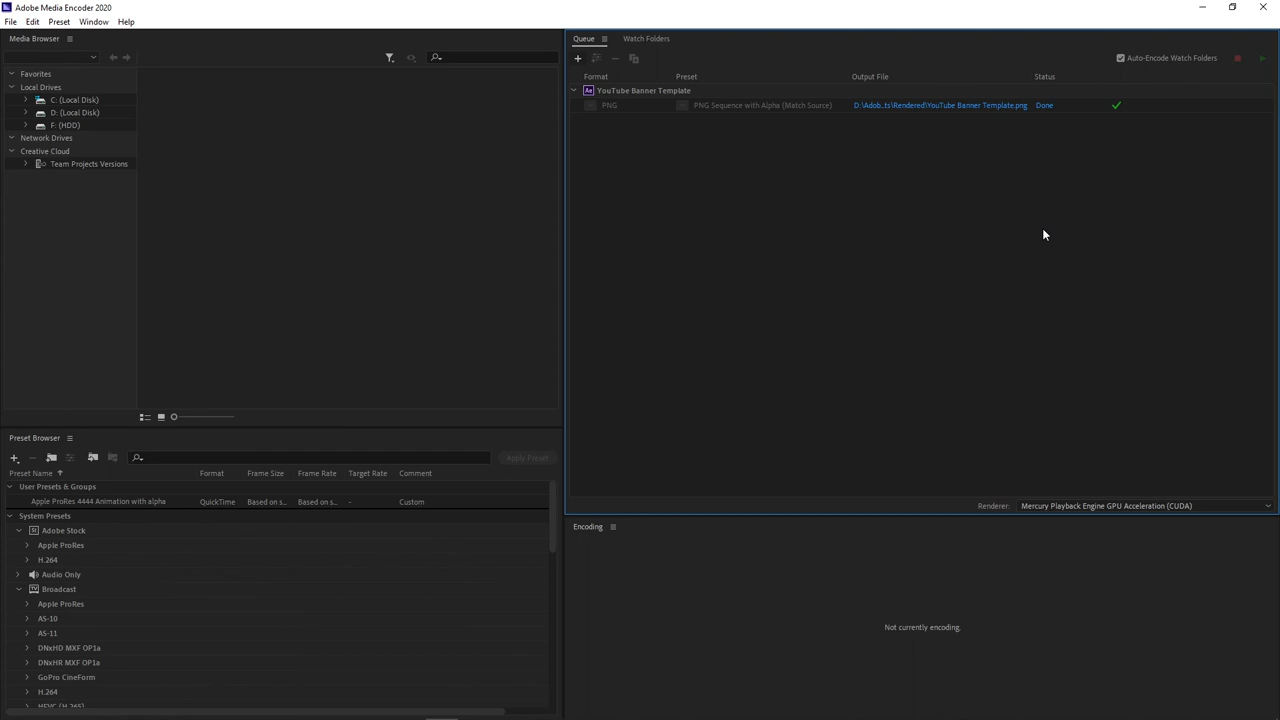 Adobe Media Encoder 2020
File Edit Preset Window Help
Media Browser
Favorites
Local Drives
C: (Local Disk)
D: (Local Disk)
F: (HDD)
Network Drives
Creative Cloud
Team Projects Versions
Queue Watch Folders
Auto-Encode Watch Folders
Format Preset Output File Status
Ae YouTube Banner Template
PNG PNG Sequence with Alpha (Match Source) D:\Adob...ts\Rendered\YouTube Banner Template.png Done
Renderer: Mercury Playback Engine GPU Acceleration (CUDA)
Preset Browser
Apply Preset
Preset Name Format Frame Size Frame Rate Target Rate Comment
User Presets & Groups
Apple ProRes 4444 Animation with alpha QuickTime Based on s... Based on s... - Custom
System Presets
St Adobe Stock
Apple ProRes
H.264
Audio Only
TV Broadcast
Apple ProRes
AS-10
AS-11
DNxHD MXF OP1a
DNxHR MXF OP1a
GoPro CineForm
H.264
HEVC (H.265)
Encoding
Not currently encoding.